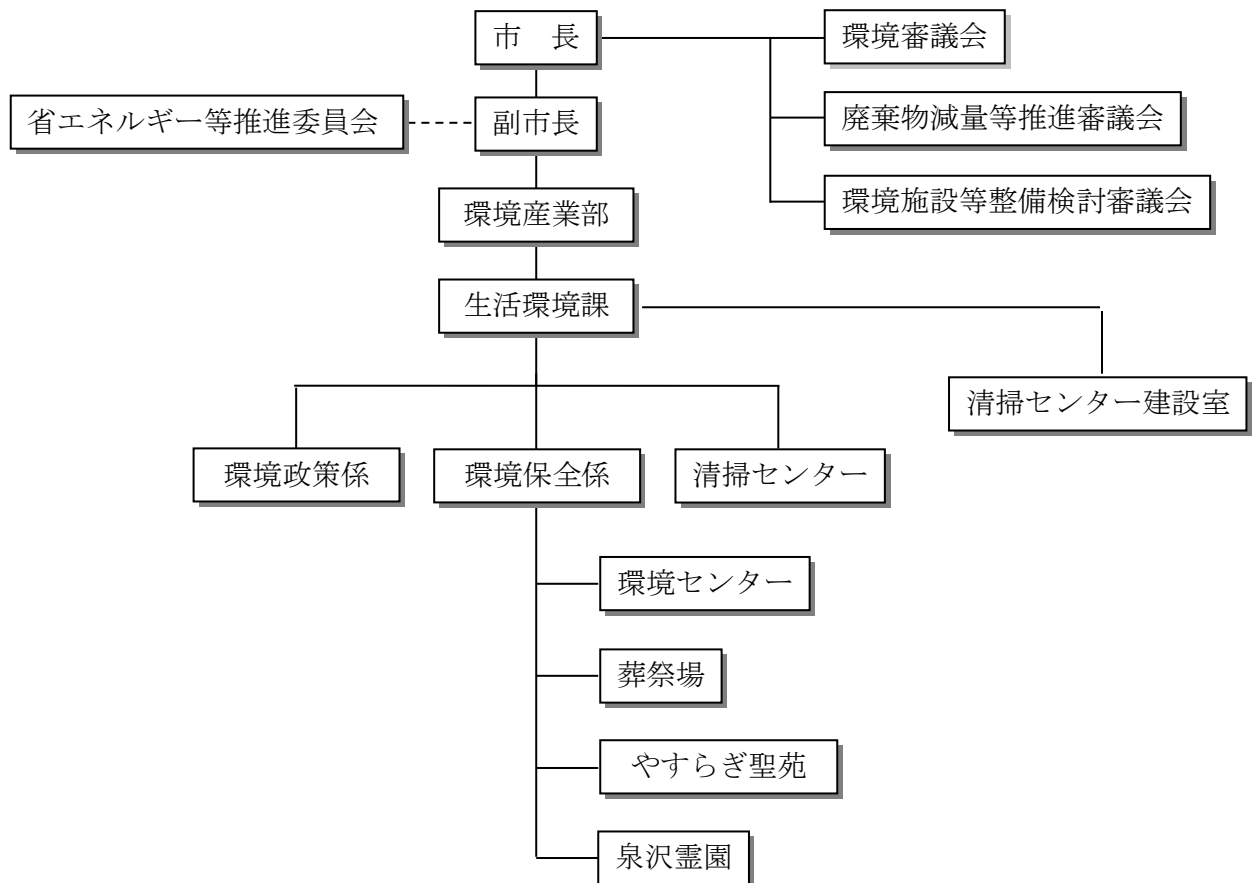 市　長
環境審議会
省エネルギー等推進委員会
副市長
廃棄物減量等推進審議会
環境産業部
環境施設等整備検討審議会
生活環境課
清掃センター建設室
環境政策係
環境保全係
清掃センター
環境センター
葬祭場
やすらぎ聖苑
泉沢霊園